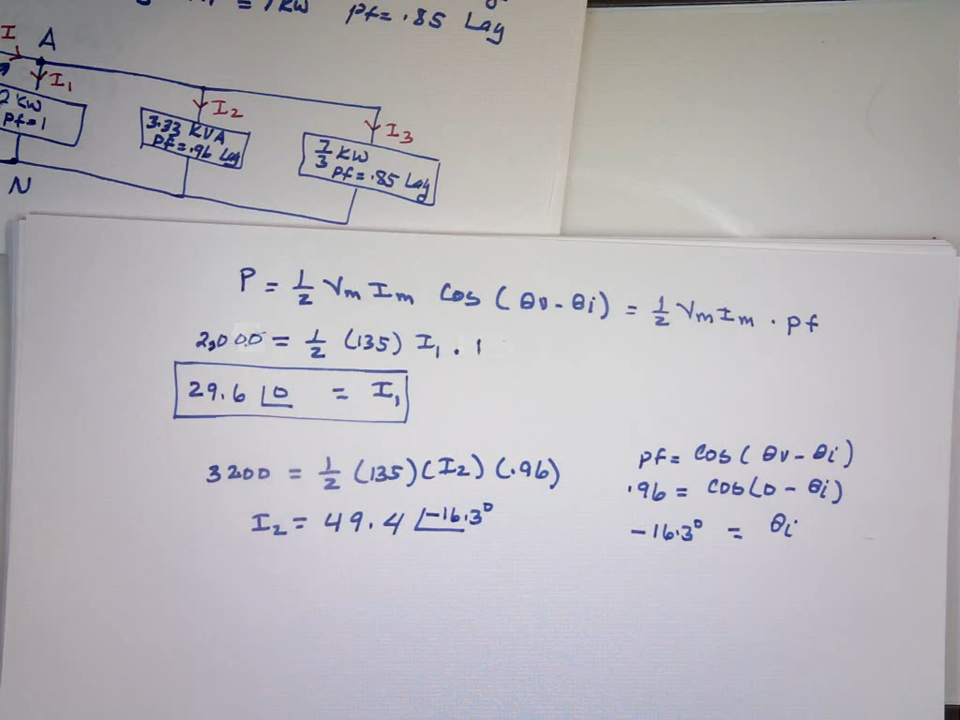 = 7 KW pf = .85 Lag
I A
I1
I2
I3
2 KW
pf = 1
3.33 KVA
pf = .96 Lag
7/3 KW
pf = .85 Lag
N
P = 1/2 Vm Im Cos (θv - θi) = 1/2 Vm Im · pf
2,000 = 1/2 (135) I1 · 1
29.6 ∠0 = I1
3200 = 1/2 (135)(I2)(.96)
I2 = 49.4 ∠-16.3°
pf = Cos (θv - θi)
.96 = cos(0 - θi)
-16.3° = θi